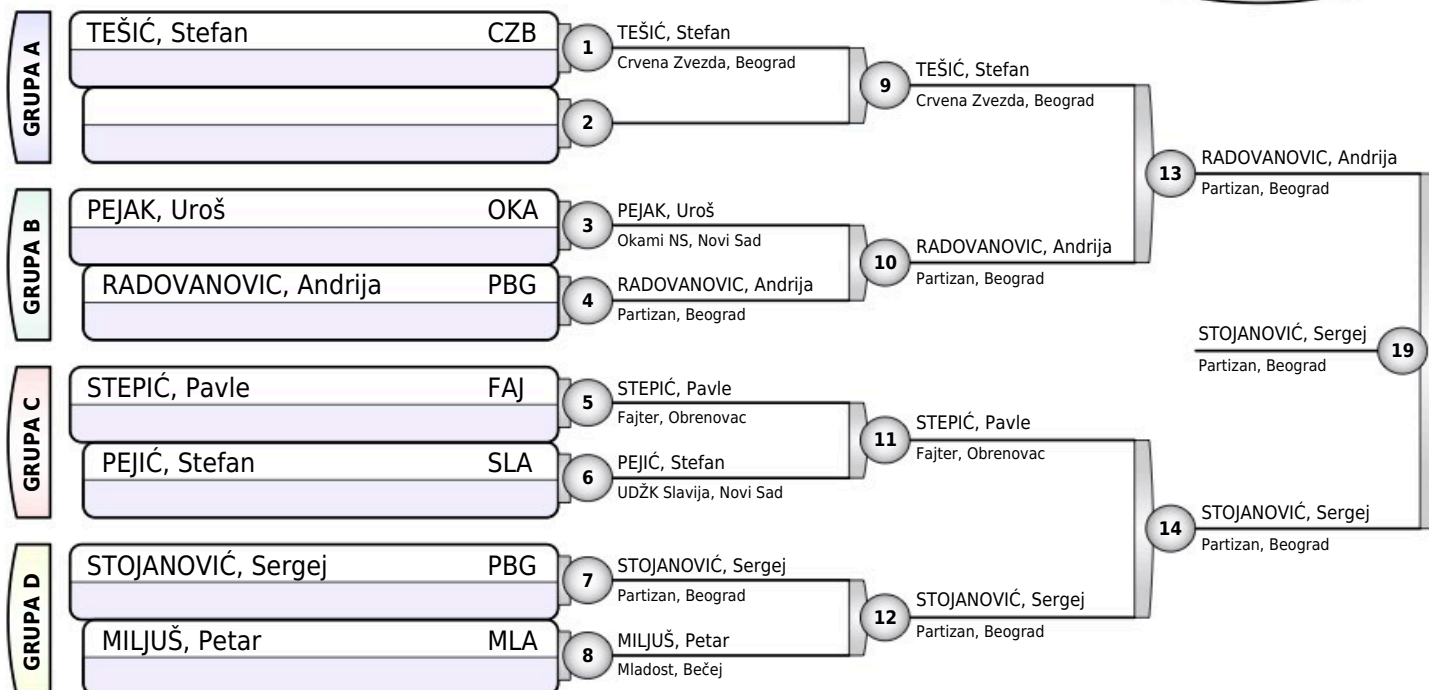 GRUPA A
TEŠIĆ, Stefan CZB
1
TEŠIĆ, Stefan
Crvena Zvezda, Beograd
2
9
TEŠIĆ, Stefan
Crvena Zvezda, Beograd
GRUPA B
PEJAK, Uroš OKA
3
PEJAK, Uroš
Okami NS, Novi Sad
RADOVANOVIC, Andrija PBG
4
RADOVANOVIC, Andrija
Partizan, Beograd
10
RADOVANOVIC, Andrija
Partizan, Beograd
13
RADOVANOVIC, Andrija
Partizan, Beograd
GRUPA C
STEPIĆ, Pavle FAJ
5
STEPIĆ, Pavle
Fajter, Obrenovac
PEJIĆ, Stefan SLA
6
PEJIĆ, Stefan
UDŽK Slavija, Novi Sad
11
STEPIĆ, Pavle
Fajter, Obrenovac
GRUPA D
STOJANOVIĆ, Sergej PBG
7
STOJANOVIĆ, Sergej
Partizan, Beograd
MILJUŠ, Petar MLA
8
MILJUŠ, Petar
Mladost, Bečej
12
STOJANOVIĆ, Sergej
Partizan, Beograd
14
STOJANOVIĆ, Sergej
Partizan, Beograd
STOJANOVIĆ, Sergej
Partizan, Beograd
19